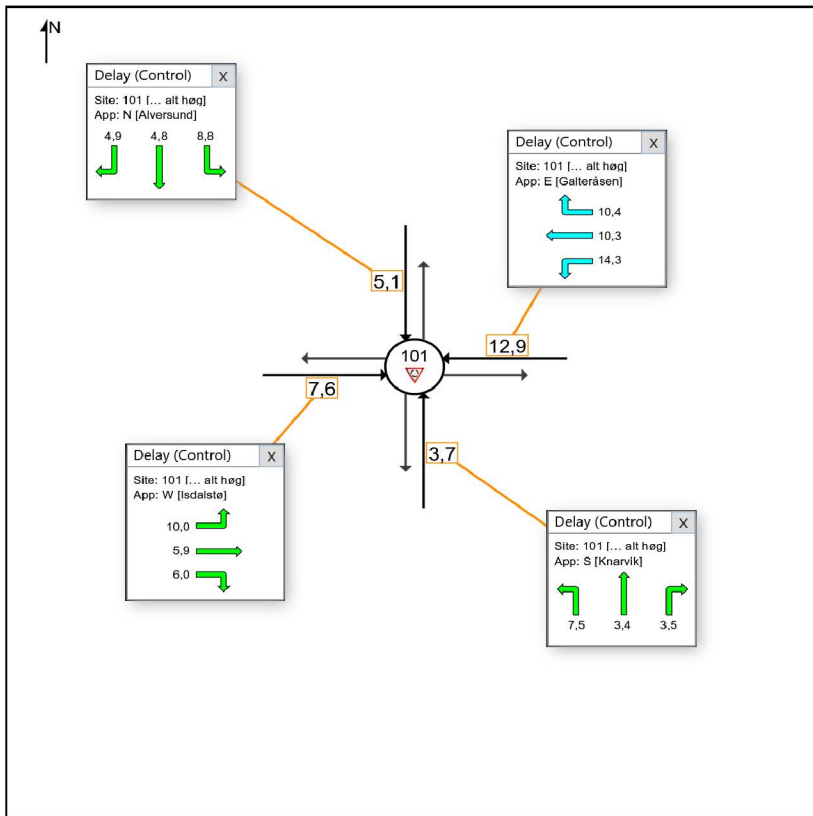 N
Delay (Control) X
Site: 101 [... alt høg]
App: N [Alversund]
4,9 4,8 8,8
Delay (Control) X
Site: 101 [... alt høg]
App: E [Galteråsen]
10,4
10,3
14,3
5,1
12,9
101
7,6
3,7
Delay (Control) X
Site: 101 [... alt høg]
App: W [Isdalstø]
10,0
5,9
6,0
Delay (Control) X
Site: 101 [... alt høg]
App: S [Knarvik]
7,5 3,4 3,5